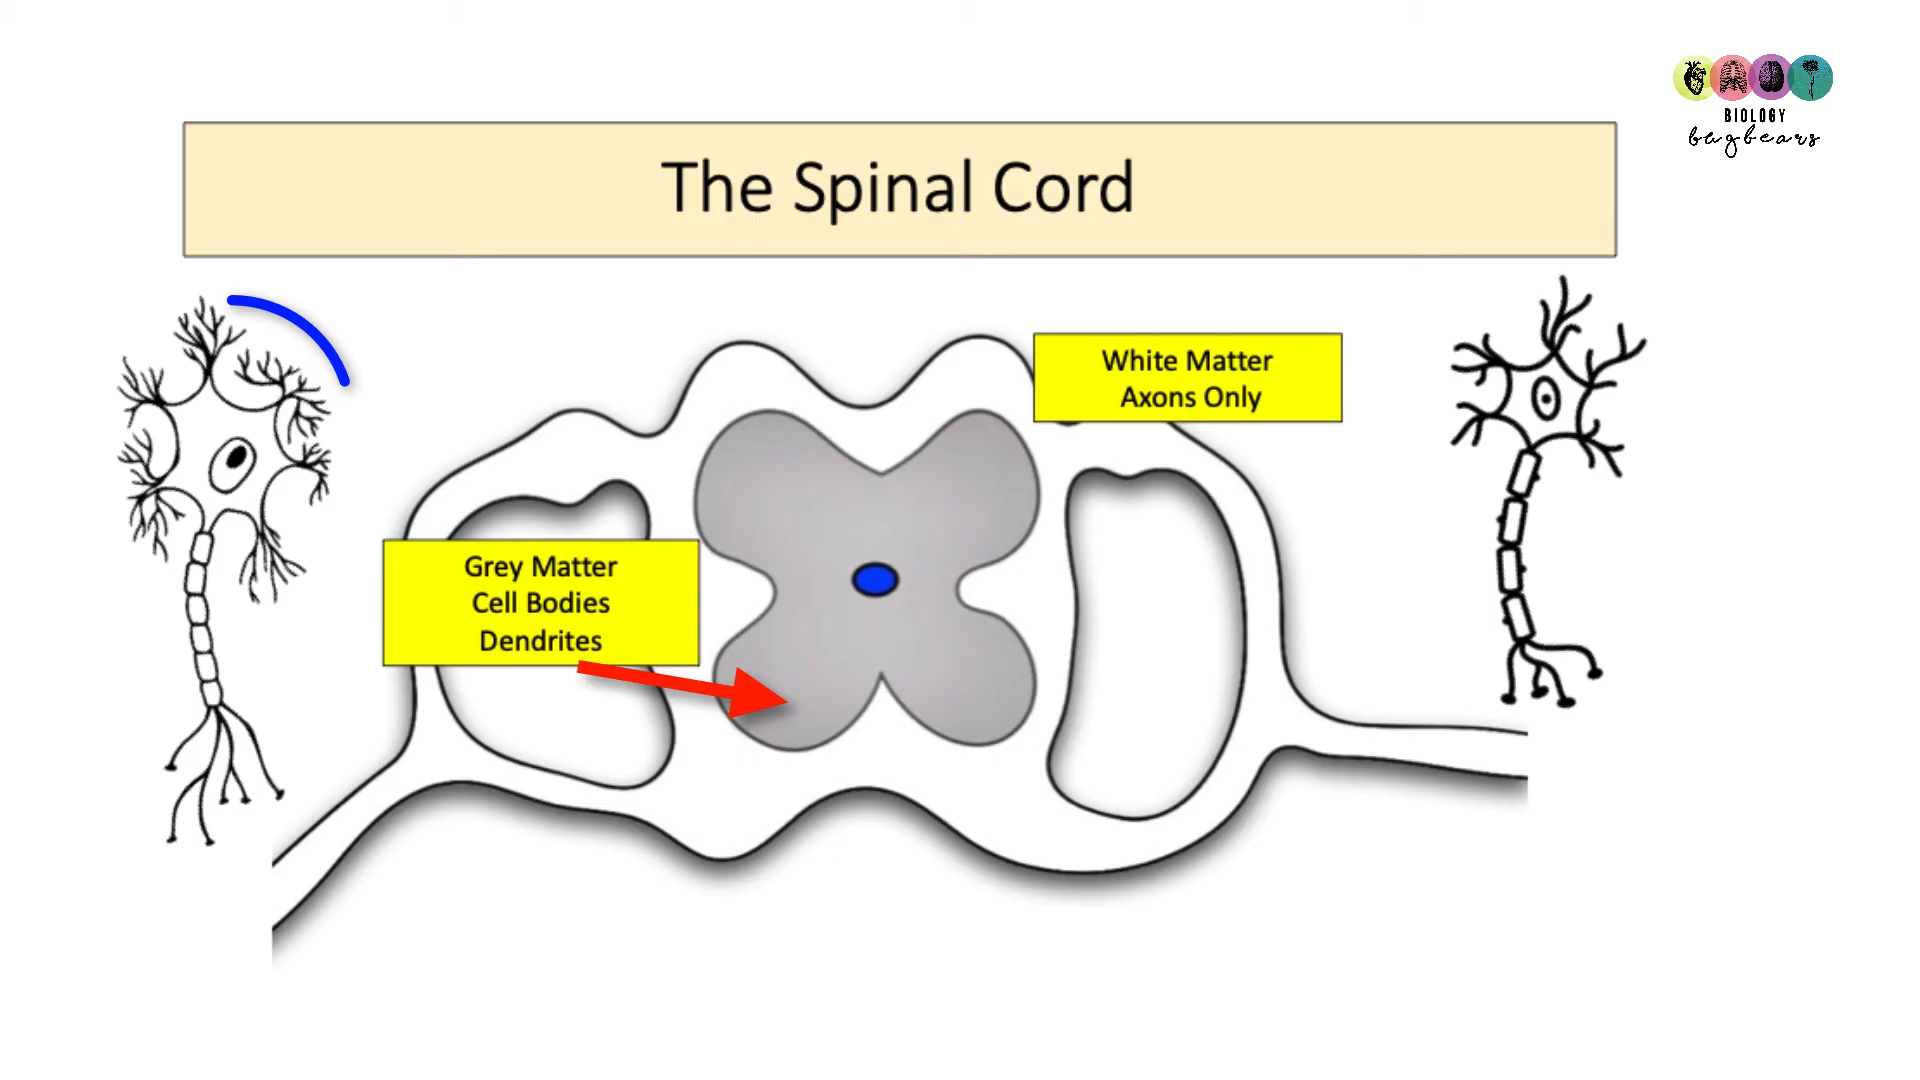 BIOLOGY
bugbears
The Spinal Cord
White Matter
Axons Only
Grey Matter
Cell Bodies
Dendrites